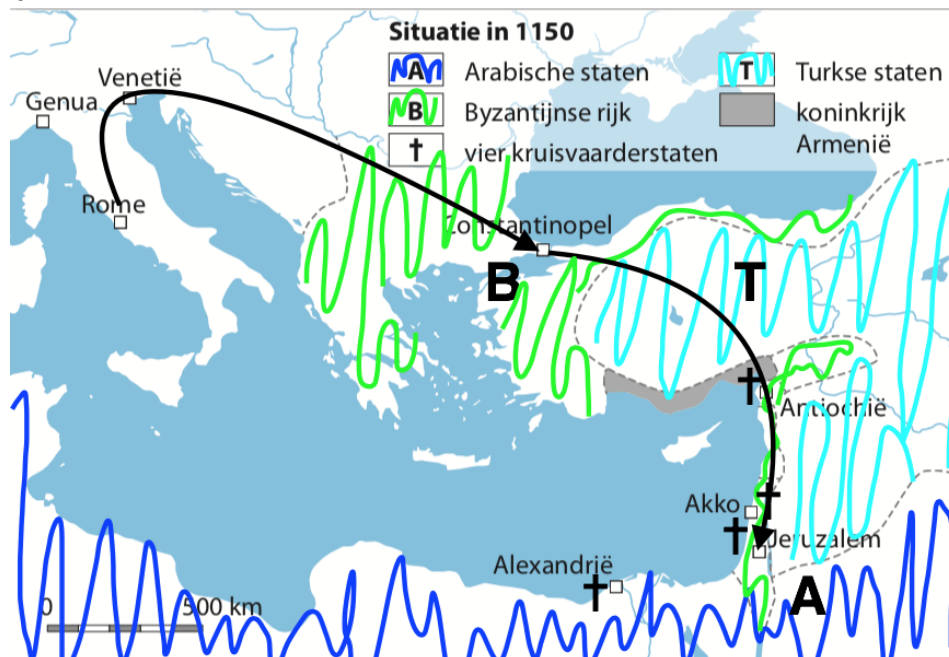 Situatie in 1150
A Arabische staten
B Byzantijnse rijk
† vier kruisvaarderstaten
T Turkse staten
koninkrijk
Armenië
Venetië
Genua
Rome
Constantinopel
B
T
Antiochië
Akko
Jeruzalem
Alexandrië
A
0 500 km